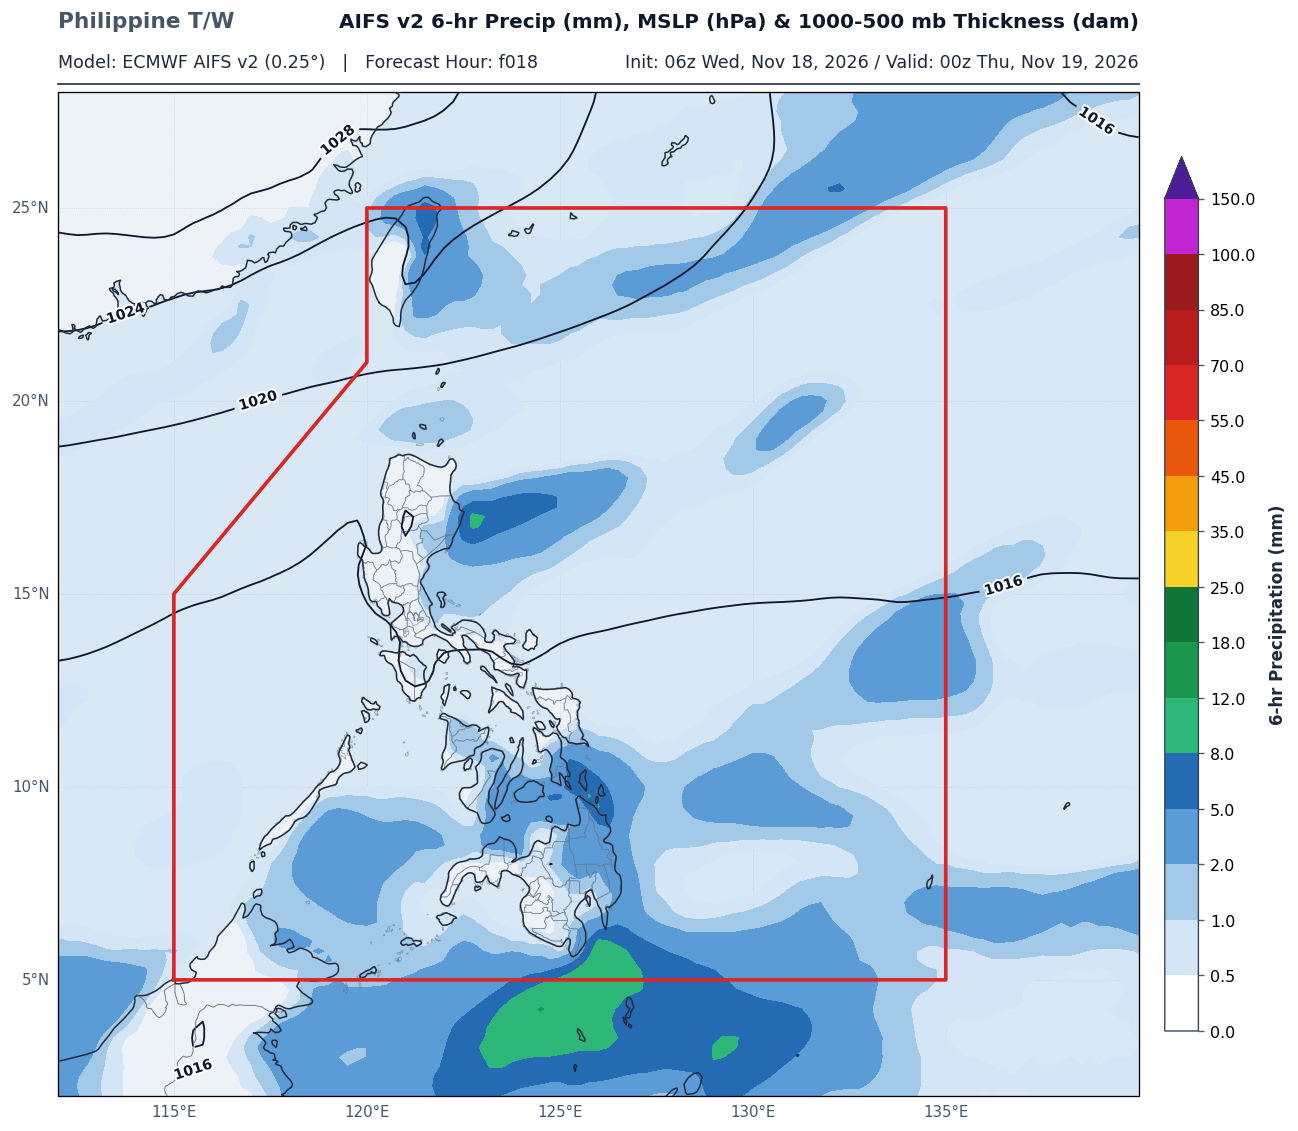 Philippine T/W
AIFS v2 6-hr Precip (mm), MSLP (hPa) & 1000-500 mb Thickness (dam)
Model: ECMWF AIFS v2 (0.25°) | Forecast Hour: f018
Init: 06z Wed, Nov 18, 2026 / Valid: 00z Thu, Nov 19, 2026
1028
1016
1024
1020
1016
1016
25°N
20°N
15°N
10°N
5°N
115°E
120°E
125°E
130°E
135°E
150.0
100.0
85.0
70.0
55.0
45.0
35.0
25.0
18.0
12.0
8.0
5.0
2.0
1.0
0.5
0.0
6-hr Precipitation (mm)